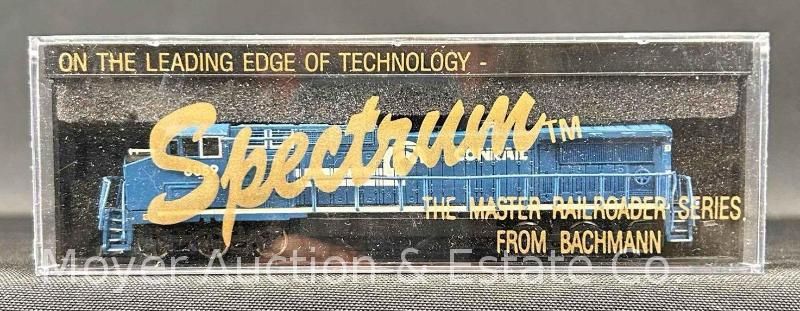 ON THE LEADING EDGE OF TECHNOLOGY -
Spectrum TM
CONRAIL
THE MASTER RAILROADER SERIES
FROM BACHMANN
Moyer Auction & Estate Co.